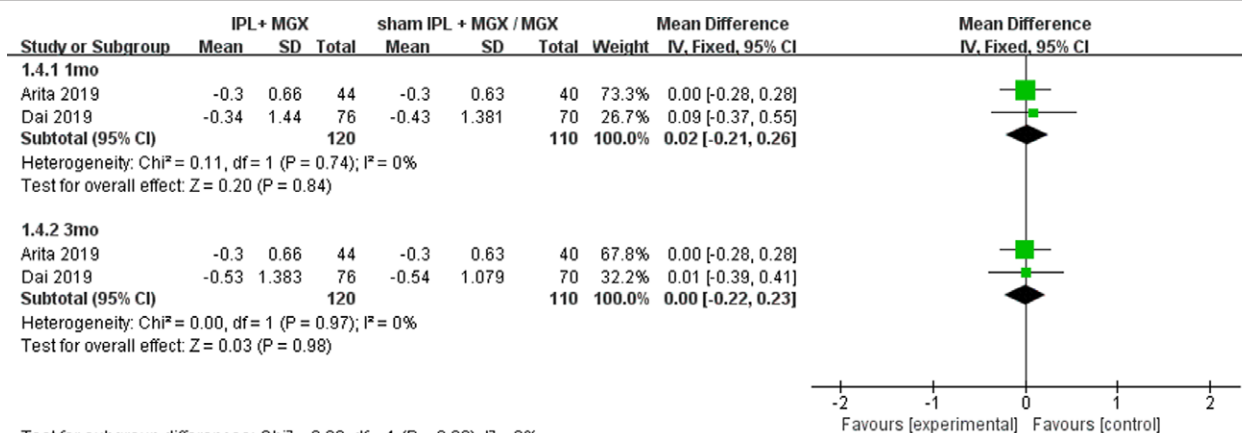 IPL+ MGX sham IPL + MGX / MGX Mean Difference Mean Difference
Study or Subgroup Mean SD Total Mean SD Total Weight IV, Fixed, 95% CI IV, Fixed, 95% CI
1.4.1 1mo
Arita 2019 -0.3 0.66 44 -0.3 0.63 40 73.3% 0.00 [-0.28, 0.28]
Dai 2019 -0.34 1.44 76 -0.43 1.381 70 26.7% 0.09 [-0.37, 0.55]
Subtotal (95% CI) 120 110 100.0% 0.02 [-0.21, 0.26]
Heterogeneity: Chi² = 0.11, df = 1 (P = 0.74); I² = 0%
Test for overall effect: Z = 0.20 (P = 0.84)
1.4.2 3mo
Arita 2019 -0.3 0.66 44 -0.3 0.63 40 67.8% 0.00 [-0.28, 0.28]
Dai 2019 -0.53 1.383 76 -0.54 1.079 70 32.2% 0.01 [-0.39, 0.41]
Subtotal (95% CI) 120 110 100.0% 0.00 [-0.22, 0.23]
Heterogeneity: Chi² = 0.00, df = 1 (P = 0.97); I² = 0%
Test for overall effect: Z = 0.03 (P = 0.98)
-2 -1 0 1 2
Favours [experimental] Favours [control]